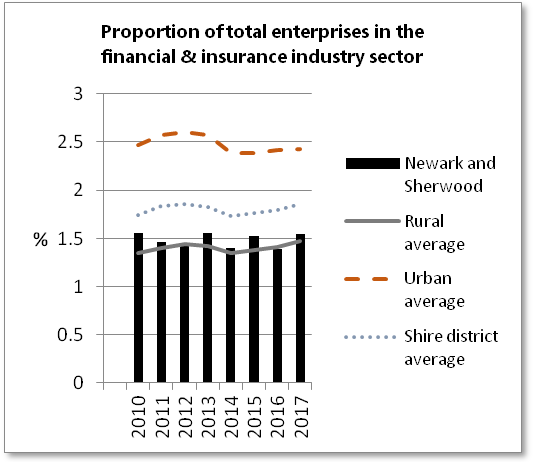 Proportion of total enterprises in the
financial & insurance industry sector
3
2.5
2
1.5
1
0.5
0
%
2010
2011
2012
2013
2014
2015
2016
2017
Newark and
Sherwood
Rural
average
Urban
average
Shire district
average